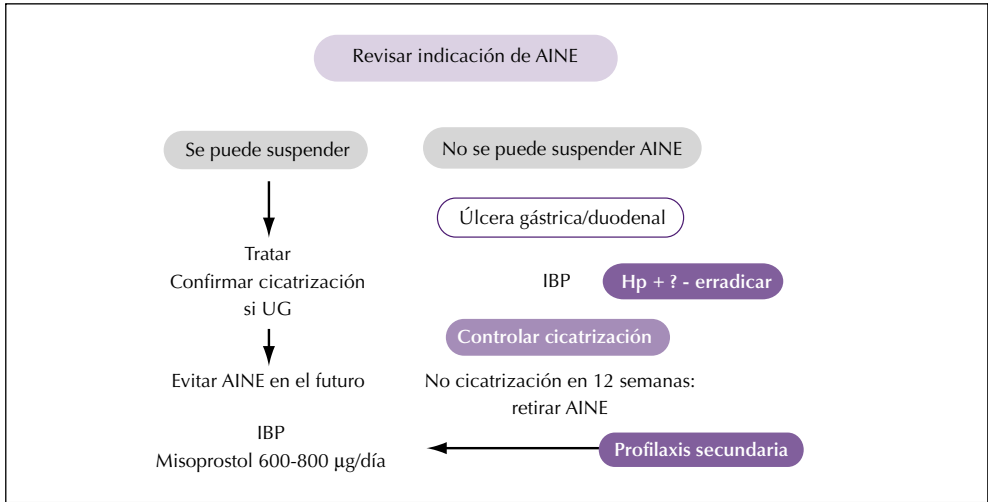 Revisar indicación de AINE
Se puede suspender
No se puede suspender AINE
Úlcera gástrica/duodenal
Tratar
Confirmar cicatrización
si UG
IBP
Hp + ? - erradicar
Controlar cicatrización
Evitar AINE en el futuro
No cicatrización en 12 semanas:
retirar AINE
IBP
Misoprostol 600-800 µg/día
Profilaxis secundaria